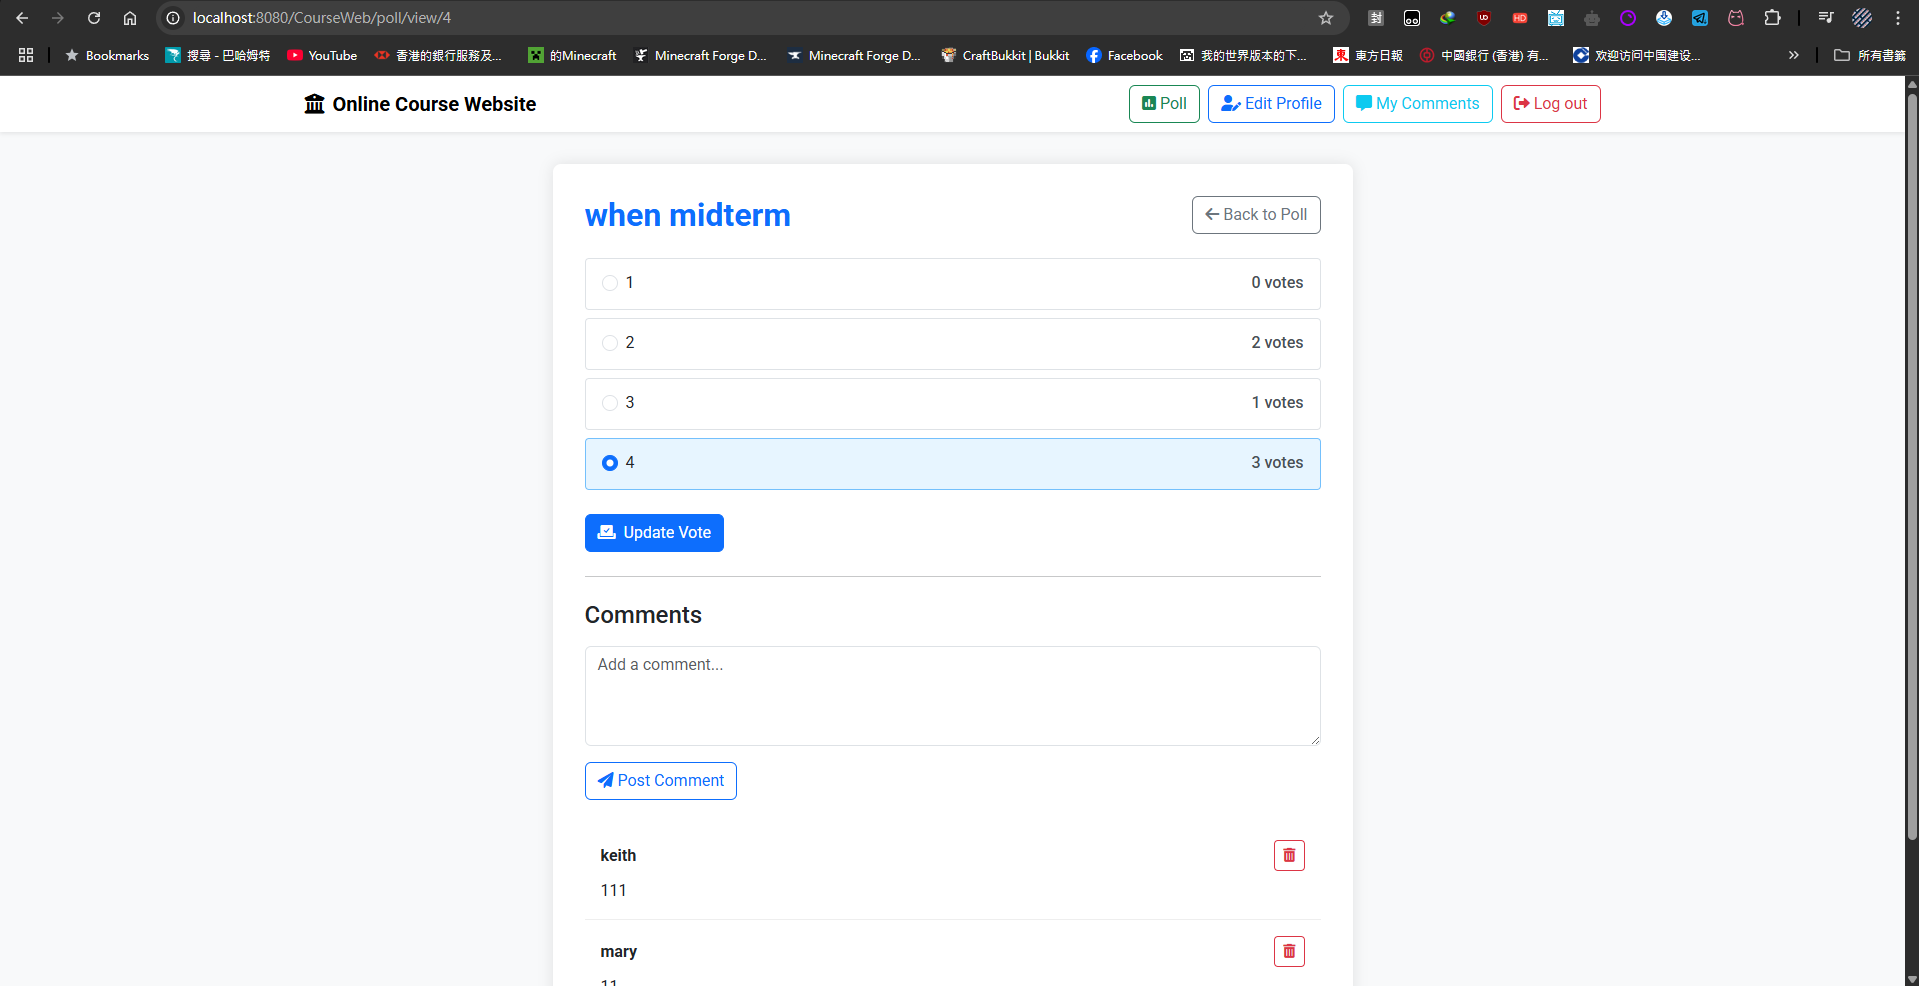 localhost:8080/CourseWeb/poll/view/4
Bookmarks
搜尋 - 巴哈姆特
YouTube
香港的銀行服務及...
的Minecraft
Minecraft Forge D...
Minecraft Forge D...
CraftBukkit | Bukkit
Facebook
我的世界版本的下...
東方日報
中國銀行 (香港) 有...
欢迎访问中国建设...
所有書籤
Online Course Website
Poll
Edit Profile
My Comments
Log out
when midterm
Back to Poll
1 0 votes
2 2 votes
3 1 votes
4 3 votes
Update Vote
Comments
Add a comment...
Post Comment
keith
111
mary
11